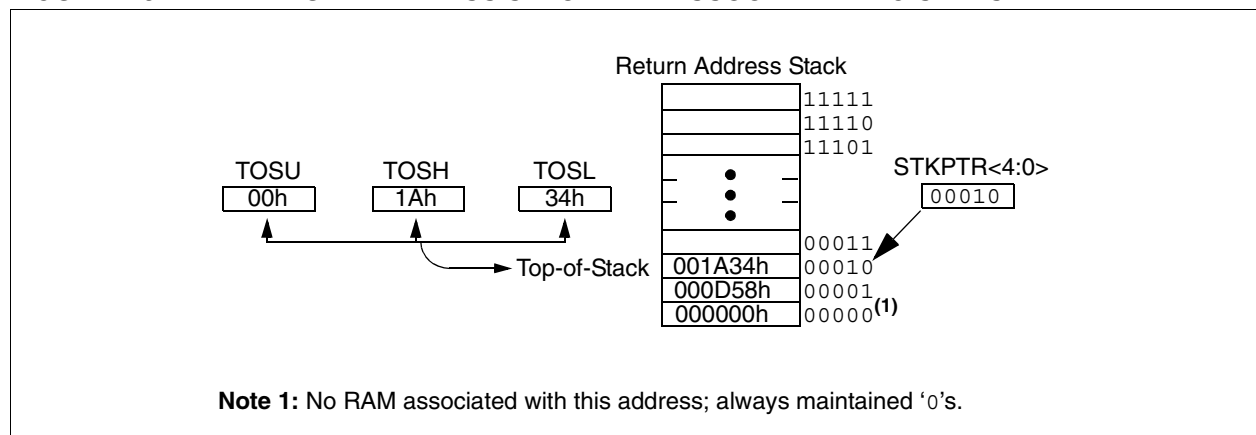 Return Address Stack
11111
11110
11101
TOSU TOSH TOSL
00h 1Ah 34h
STKPTR<4:0>
00010
00011
Top-of-Stack 001A34h 00010
000D58h 00001
000000h 00000(1)
Note 1: No RAM associated with this address; always maintained ‘0’s.